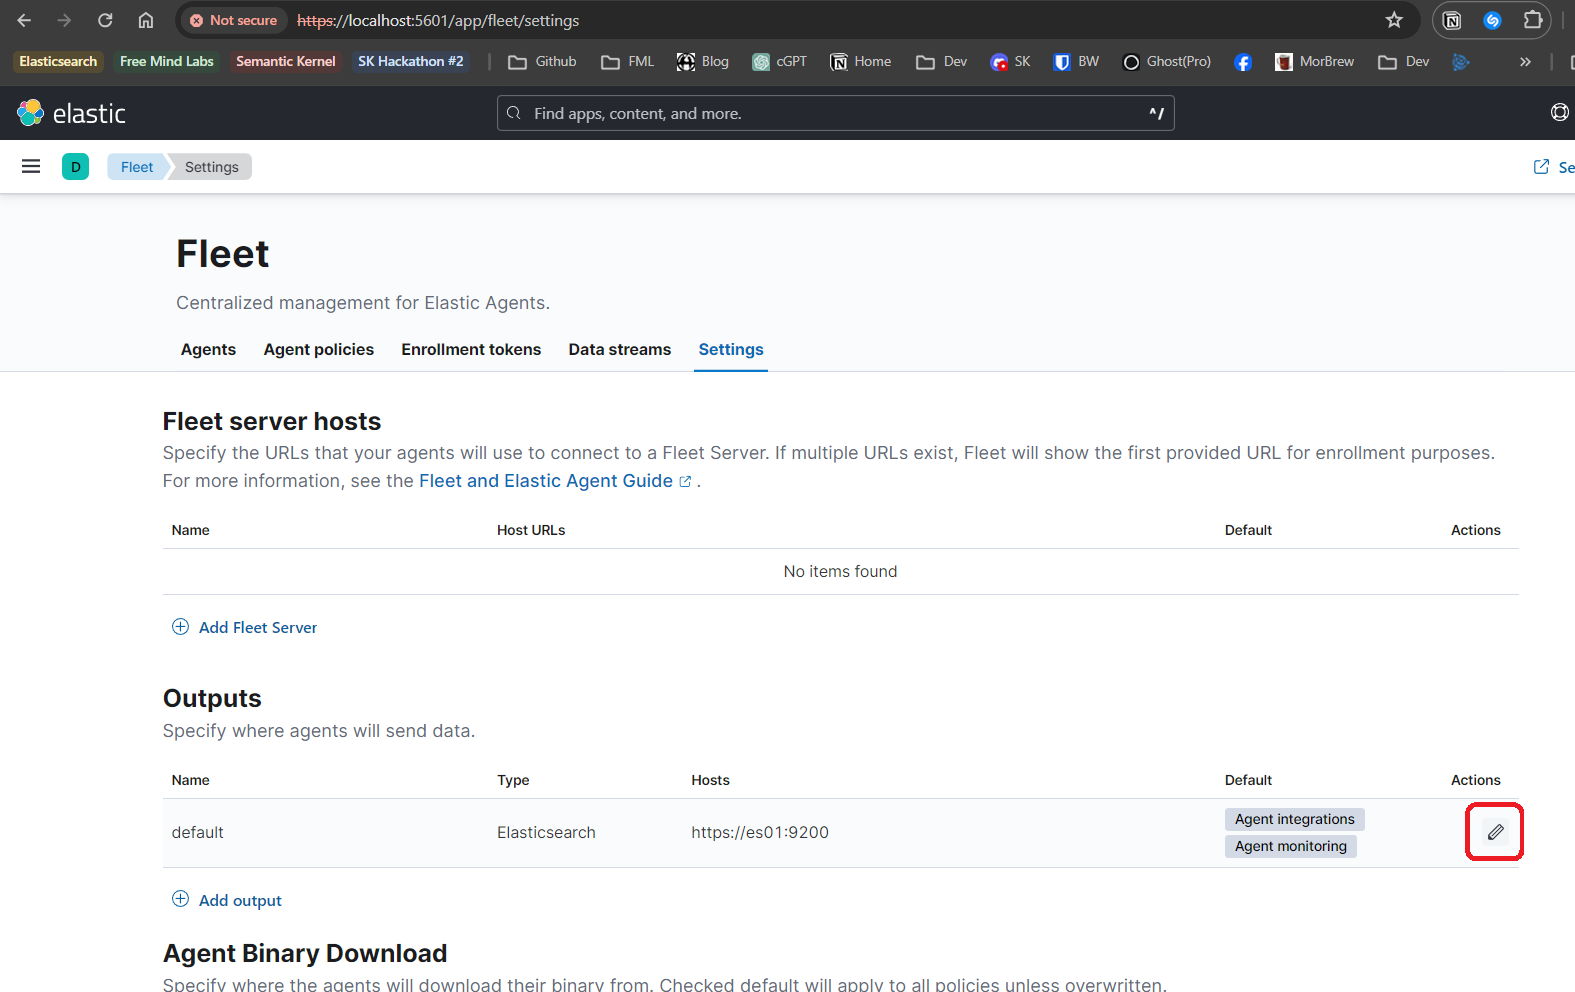 Not secure https://localhost:5601/app/fleet/settings
Elasticsearch Free Mind Labs Semantic Kernel SK Hackathon #2 Github FML Blog cGPT Home Dev SK BW Ghost(Pro) MorBrew Dev »
elastic Find apps, content, and more. ^/
D Fleet Settings Se
Fleet
Centralized management for Elastic Agents.
Agents Agent policies Enrollment tokens Data streams Settings
Fleet server hosts
Specify the URLs that your agents will use to connect to a Fleet Server. If multiple URLs exist, Fleet will show the first provided URL for enrollment purposes.
For more information, see the Fleet and Elastic Agent Guide .
Name Host URLs Default Actions
No items found
Add Fleet Server
Outputs
Specify where agents will send data.
Name Type Hosts Default Actions
default Elasticsearch https://es01:9200 Agent integrations
Agent monitoring
Add output
Agent Binary Download
Specify where the agents will download their binary from. Checked default will apply to all policies unless overwritten.